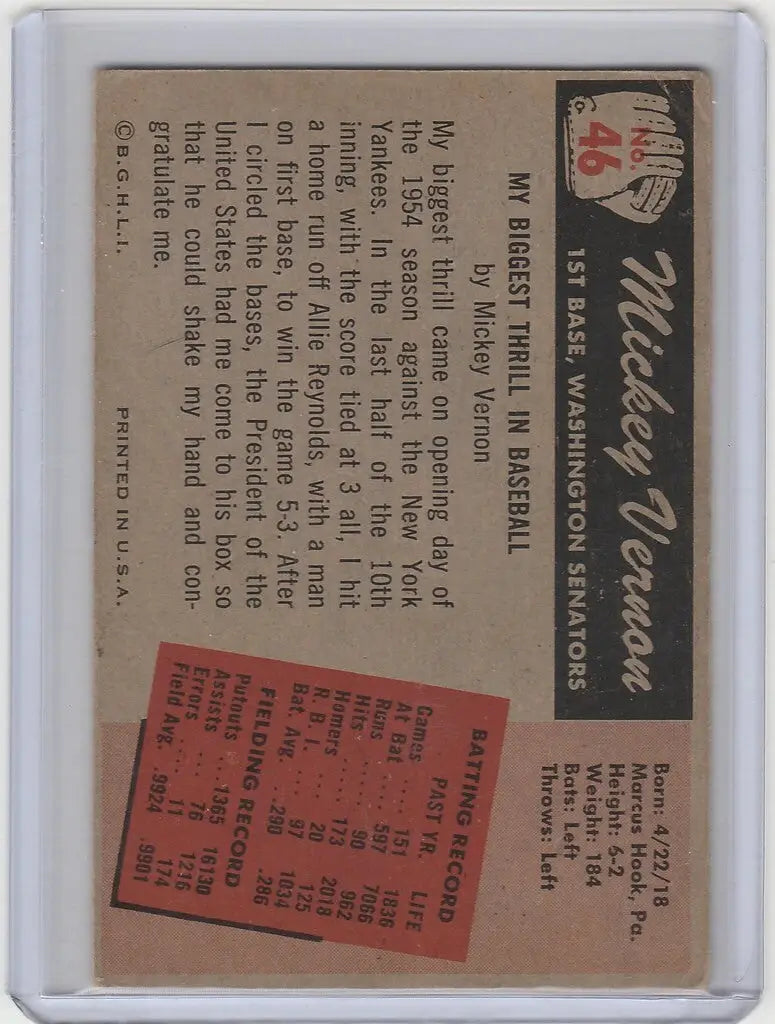 No.
46
Mickey Vernon
1ST BASE, WASHINGTON SENATORS
Born: 4/22/18
Marcus Hook, Pa.
Height: 6-2
Weight: 184
Bats: Left
Throws: Left
MY BIGGEST THRILL IN BASEBALL
by Mickey Vernon
My biggest thrill came on opening day of
the 1954 season against the New York
Yankees. In the last half of the 10th
inning, with the score tied at 3 all, I hit
a home run off Allie Reynolds, with a man
on first base, to win the game 5-3. After
I circled the bases, the President of the
United States had me come to his box so
that he could shake my hand and con-
gratulate me.
©B.G.H.L.I. PRINTED IN U.S.A.
BATTING RECORD
PAST YR. LIFE
Games . . . 151 1836
At Bat . . . 597 7066
Runs . . . . . 90 962
Hits . . . . . . 173 2018
Homers . . . 20 125
R. B. I. . . . . 97 1034
Bat. Avg. . . .290 .286
FIELDING RECORD
Putouts . . . 1365 16130
Assists . . . 76 1216
Errors . . . . 11 174
Field Avg. . .9924 .9901